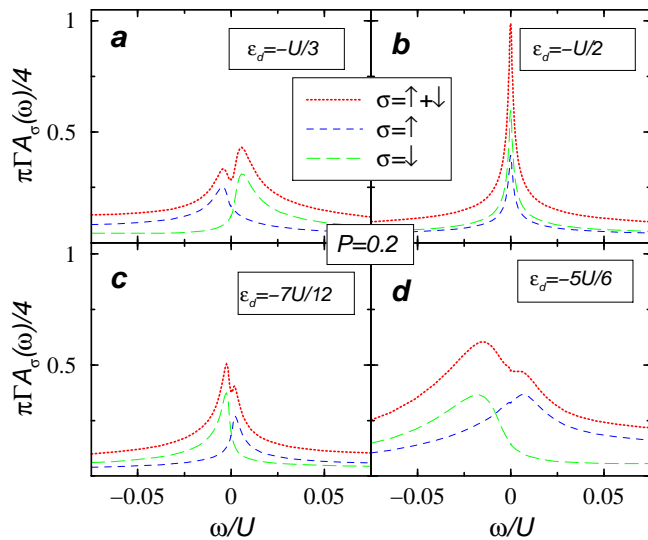 1
a
ε_d=−U/3
b
ε_d=−U/2
σ=↑+↓
σ=↑
σ=↓
0.5
πΓA_σ(ω)/4
P=0.2
1
c
ε_d=−7U/12
d
ε_d=−5U/6
0.5
πΓA_σ(ω)/4
−0.05 0 0.05 −0.05 0 0.05
ω/U ω/U